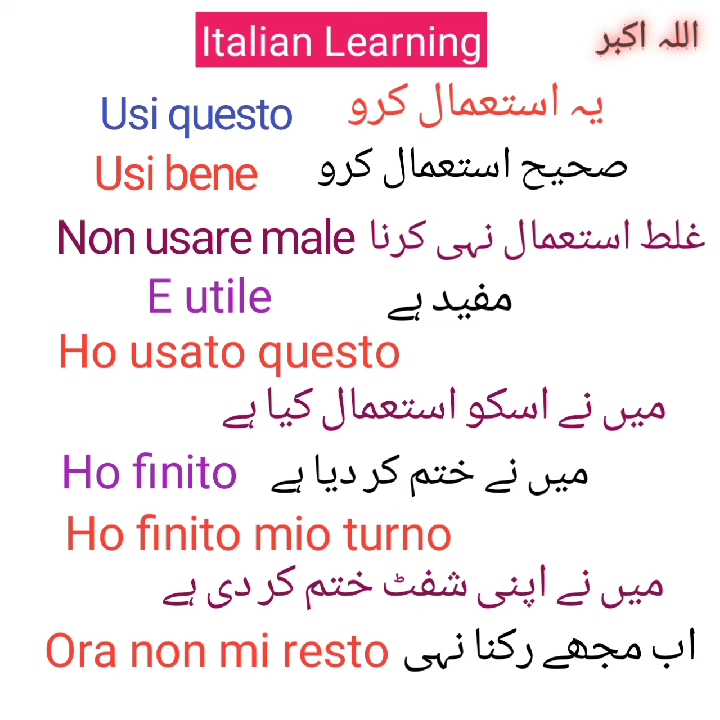 Italian Learning اللہ اکبر
Usi questo یہ استعمال کرو
Usi bene صحیح استعمال کرو
Non usare male غلط استعمال نہی کرنا
E utile مفید ہے
Ho usato questo
میں نے اسکو استعمال کیا ہے
Ho finito میں نے ختم کر دیا ہے
Ho finito mio turno
میں نے اپنی شفٹ ختم کر دی ہے
Ora non mi resto اب مجھے رکنا نہی